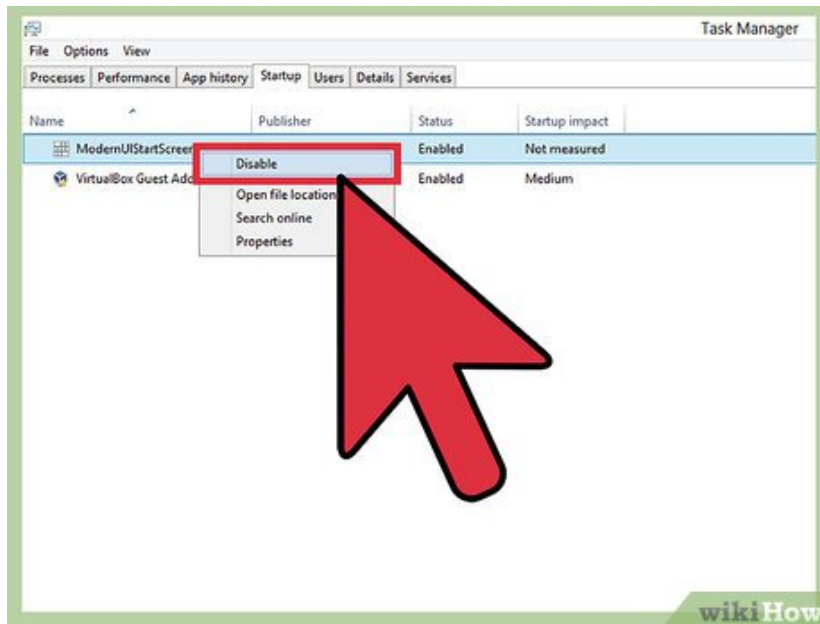 Task Manager
File Options View
Processes Performance App history Startup Users Details Services
Name Publisher Status Startup impact
ModernUIStartScreen Enabled Not measured
Disable
VirtualBox Guest Add Enabled Medium
Open file location
Search online
Properties
wikiHow